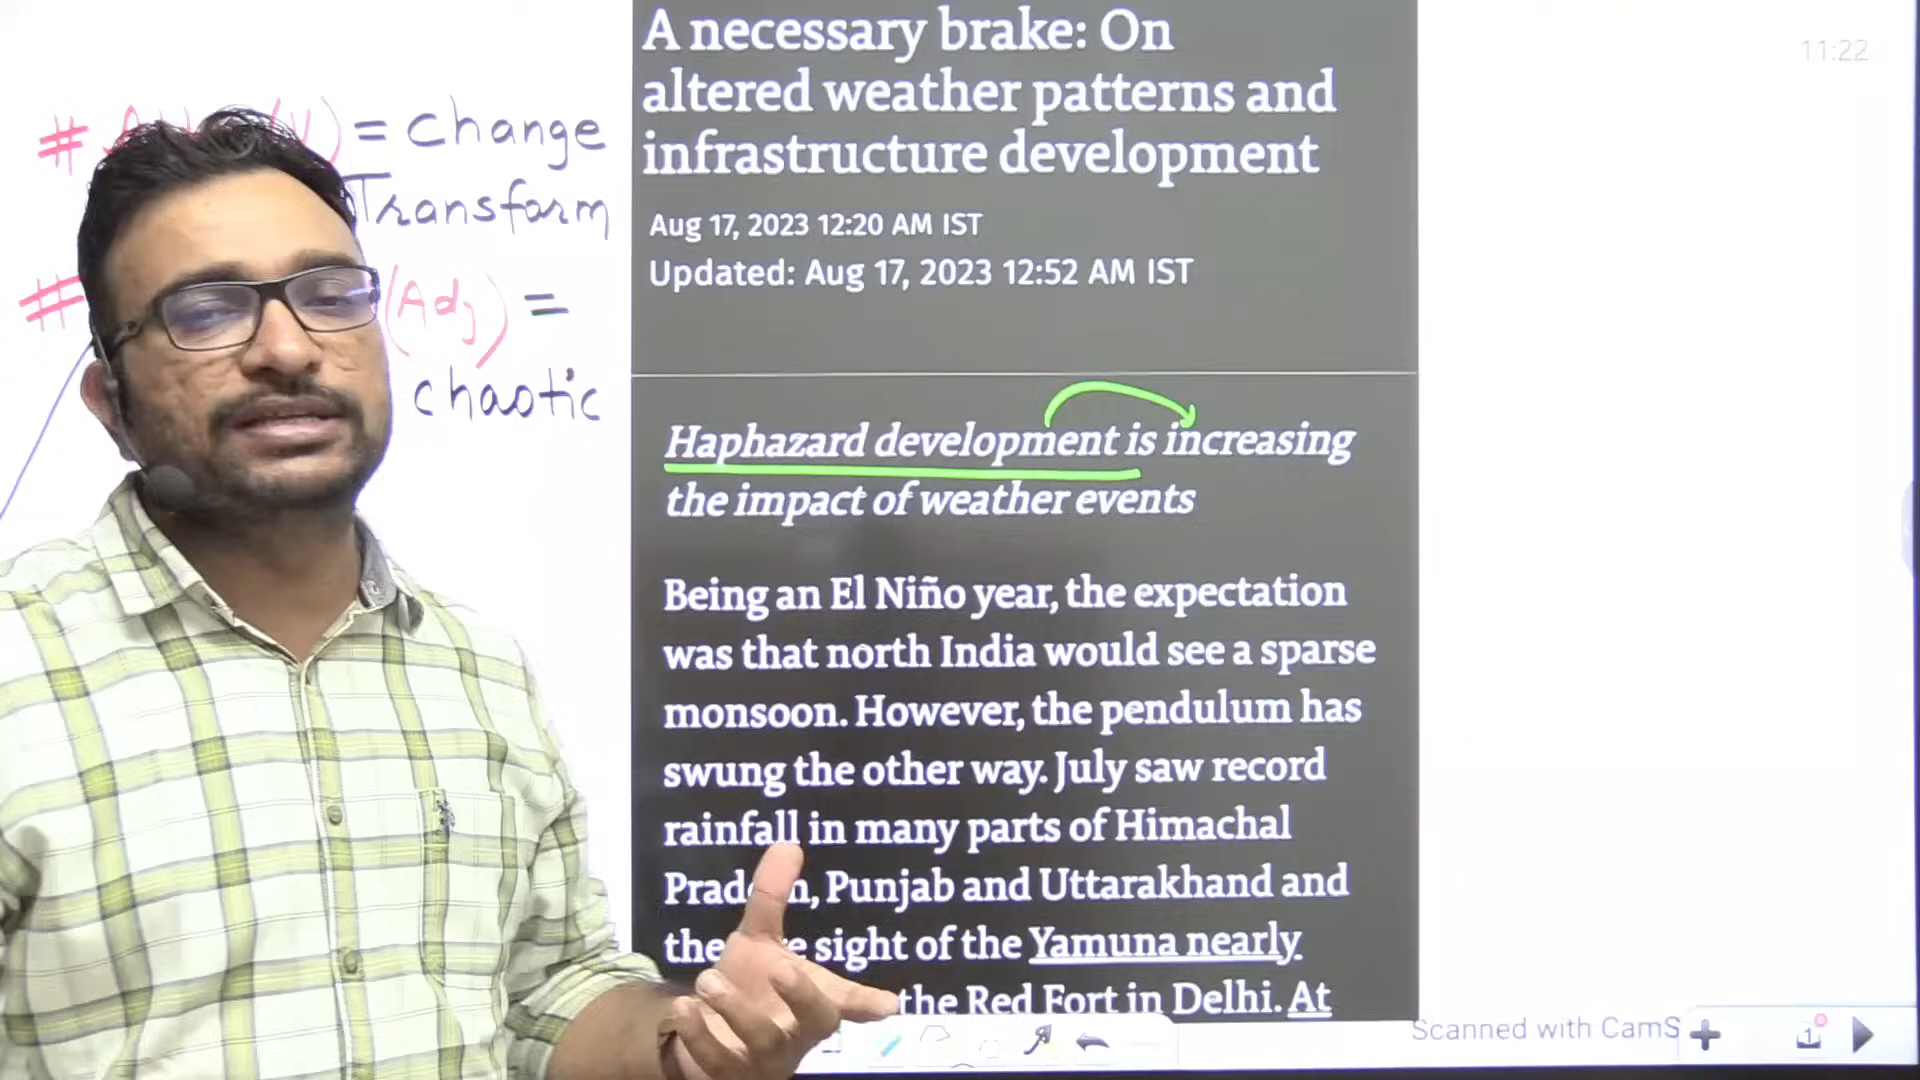 # = Change
Transform
# (Adj) =
chaotic
A necessary brake: On
altered weather patterns and
infrastructure development
Aug 17, 2023 12:20 AM IST
Updated: Aug 17, 2023 12:52 AM IST
Haphazard development is increasing
the impact of weather events
Being an El Niño year, the expectation
was that north India would see a sparse
monsoon. However, the pendulum has
swung the other way. July saw record
rainfall in many parts of Himachal
Punjab and Uttarakhand and
sight of the Yamuna nearly
the Red Fort in Delhi. At
11:22
Scanned with CamS
1